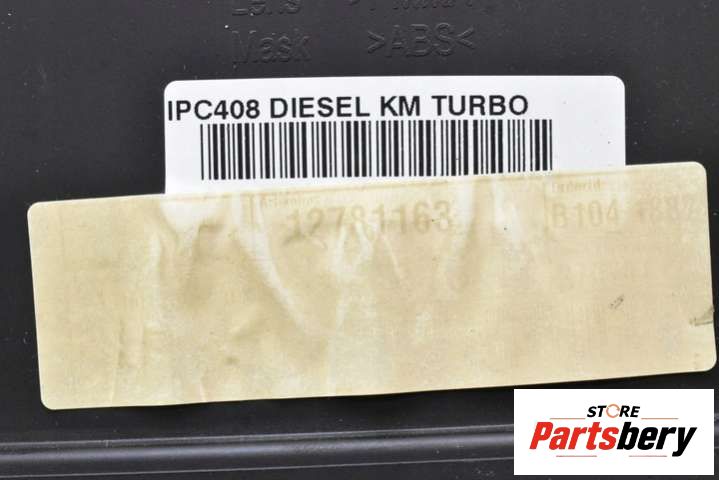 Mask >ABS<
IPC408 DIESEL KM TURBO
12781163
B104
STORE
Partsbery